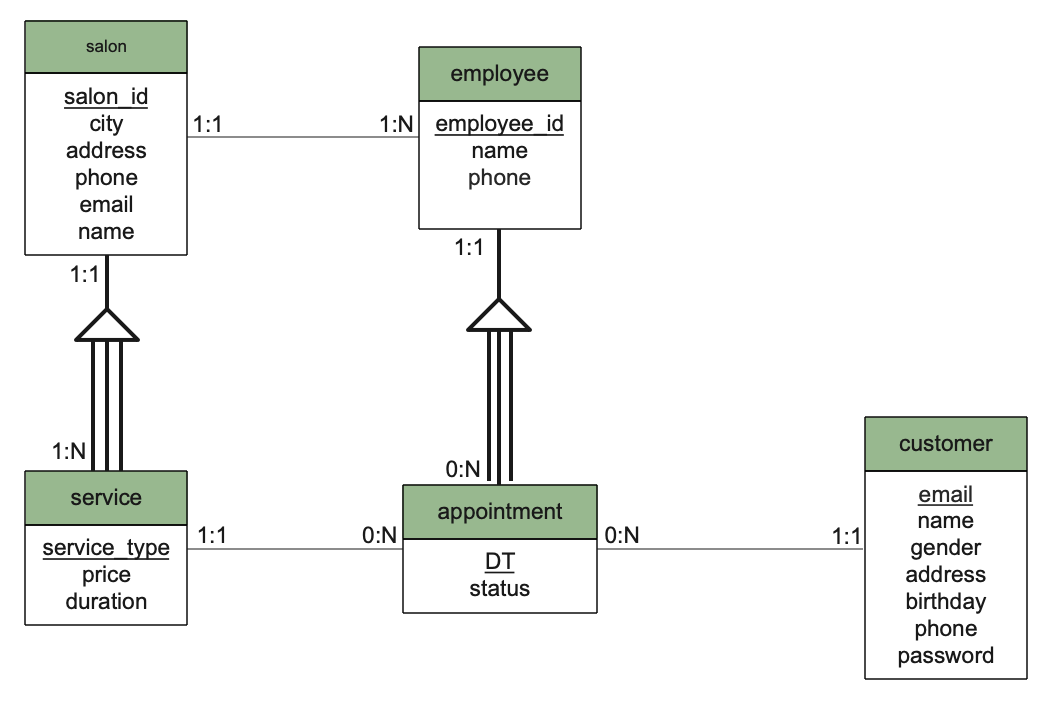 salon
salon_id
city
address
phone
email
name
1:1
1:N
employee
employee_id
name
phone
1:1
1:1
1:N
0:N
service
service_type
price
duration
1:1
0:N
appointment
DT
status
0:N
1:1
customer
email
name
gender
address
birthday
phone
password